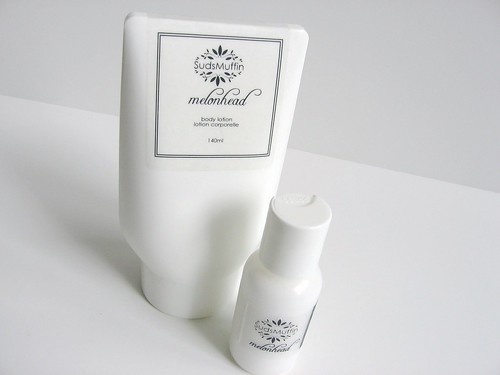 SudsMuffin
melonhead
body lotion
lotion corporelle
140ml
SudsMuffin
melonhead